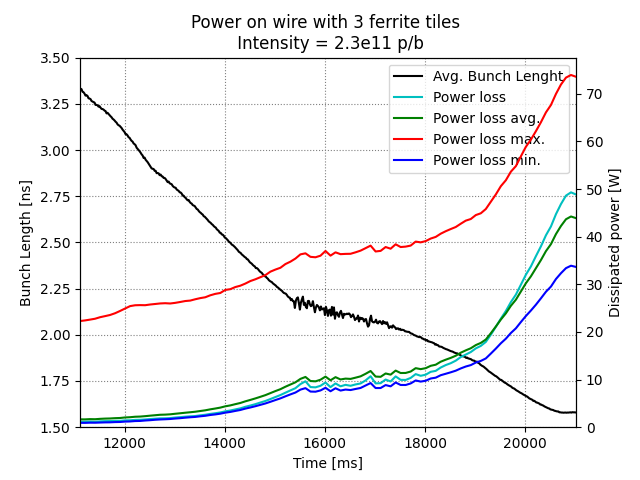 Power on wire with 3 ferrite tiles
Intensity = 2.3e11 p/b
Avg. Bunch Lenght
Power loss
Power loss avg.
Power loss max.
Power loss min.
Bunch Length [ns]
3.50
3.25
3.00
2.75
2.50
2.25
2.00
1.75
1.50
Dissipated power [W]
70
60
50
40
30
20
10
0
12000 14000 16000 18000 20000
Time [ms]